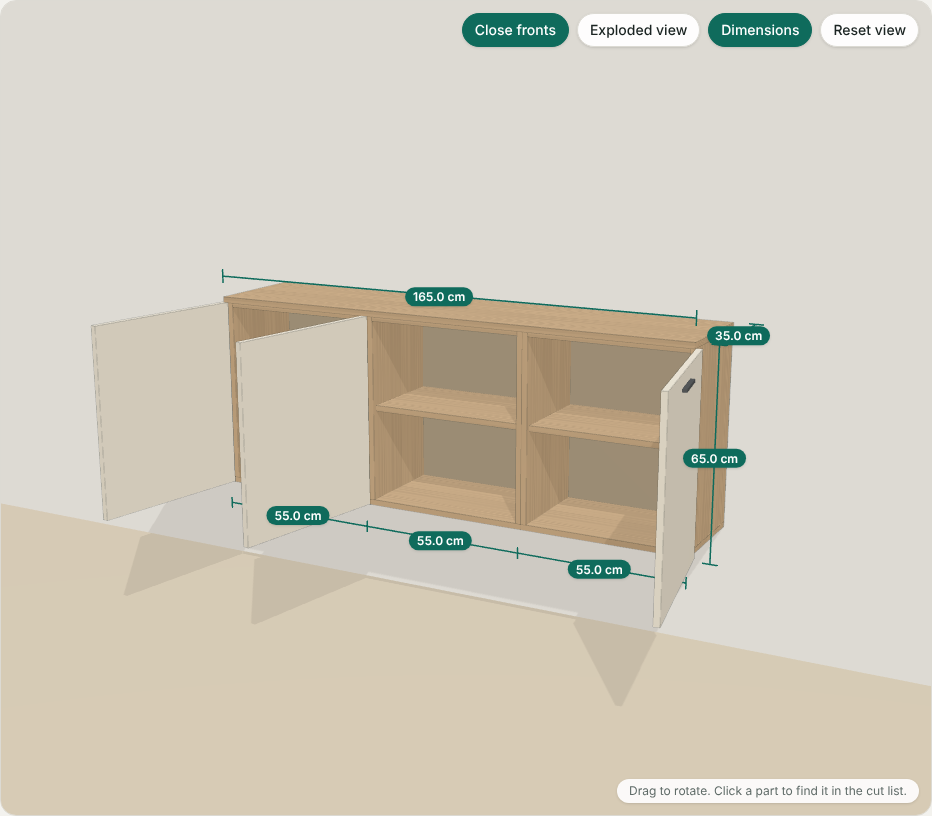 Close fronts
Exploded view
Dimensions
Reset view
165.0 cm
35.0 cm
65.0 cm
55.0 cm
55.0 cm
55.0 cm
Drag to rotate. Click a part to find it in the cut list.